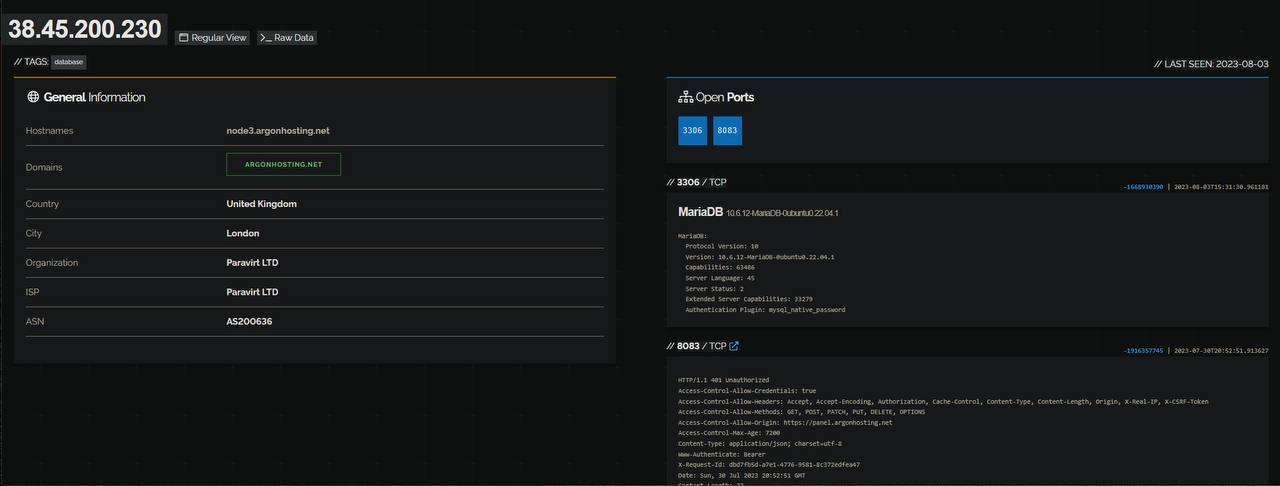 38.45.200.230
Regular View
Raw Data
// TAGS: database
// LAST SEEN: 2023-08-03
General Information
Hostnames node3.argonhosting.net
Domains ARGONHOSTING.NET
Country United Kingdom
City London
Organization Paravirt LTD
ISP Paravirt LTD
ASN AS200636
Open Ports
3306 8083
// 3306 / TCP
-1668930390 | 2023-08-03T15:31:30.961181
MariaDB 10.6.12-MariaDB-0ubuntu0.22.04.1
MariaDB:
Protocol Version: 10
Version: 10.6.12-MariaDB-0ubuntu0.22.04.1
Capabilities: 63486
Server Language: 45
Server Status: 2
Extended Server Capabilities: 33279
Authentication Plugin: mysql_native_password
// 8083 / TCP
-1916357745 | 2023-07-30T20:52:51.913627
HTTP/1.1 401 Unauthorized
Access-Control-Allow-Credentials: true
Access-Control-Allow-Headers: Accept, Accept-Encoding, Authorization, Cache-Control, Content-Type, Content-Length, Origin, X-Real-IP, X-CSRF-Token
Access-Control-Allow-Methods: GET, POST, PATCH, PUT, DELETE, OPTIONS
Access-Control-Allow-Origin: https://panel.argonhosting.net
Access-Control-Max-Age: 7200
Content-Type: application/json; charset=utf-8
Www-Authenticate: Bearer
X-Request-Id: dbd7fb5d-a7e1-4776-9581-8c372edfea47
Date: Sun, 30 Jul 2023 20:52:51 GMT